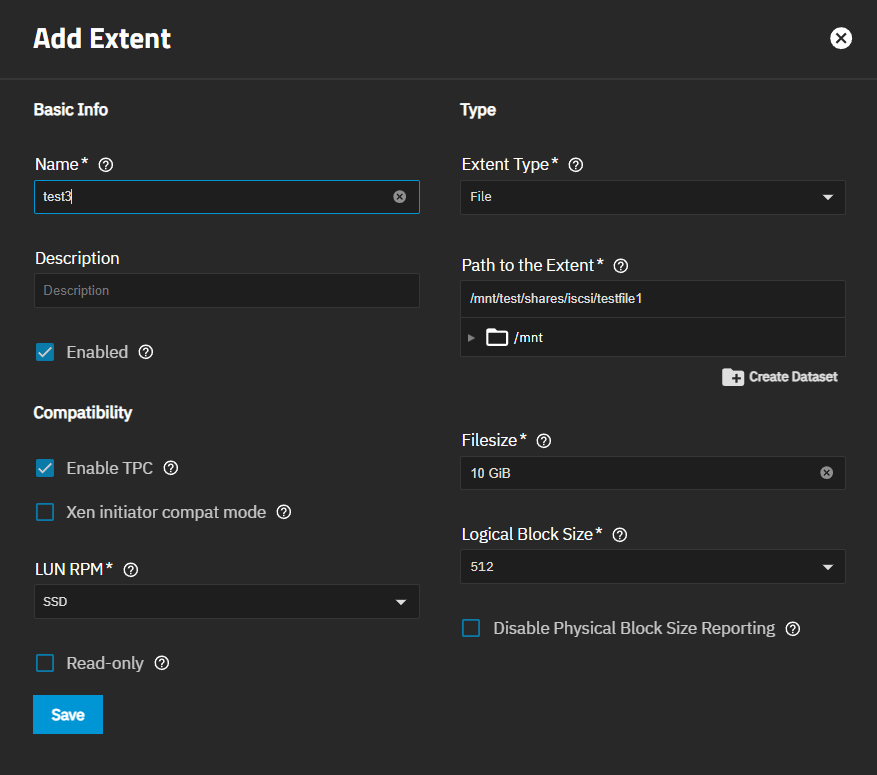 Add Extent
Basic Info
Name*
test3
Description
Description
Enabled
Compatibility
Enable TPC
Xen initiator compat mode
LUN RPM*
SSD
Read-only
Save
Type
Extent Type*
File
Path to the Extent*
/mnt/test/shares/iscsi/testfile1
/mnt
Create Dataset
Filesize*
10 GiB
Logical Block Size*
512
Disable Physical Block Size Reporting